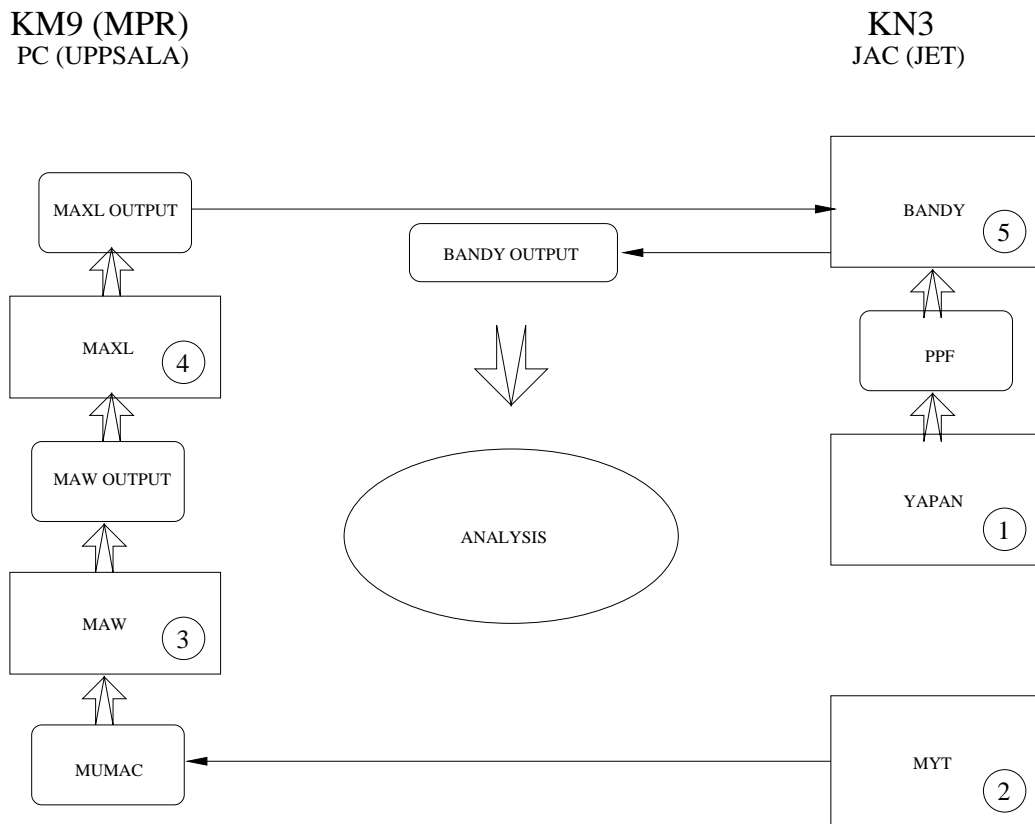 KM9 (MPR)
PC (UPPSALA)
KN3
JAC (JET)
MAXL OUTPUT
BANDY
5
BANDY OUTPUT
MAXL
4
PPF
MAW OUTPUT
YAPAN
1
ANALYSIS
MAW
3
MUMAC
MYT
2